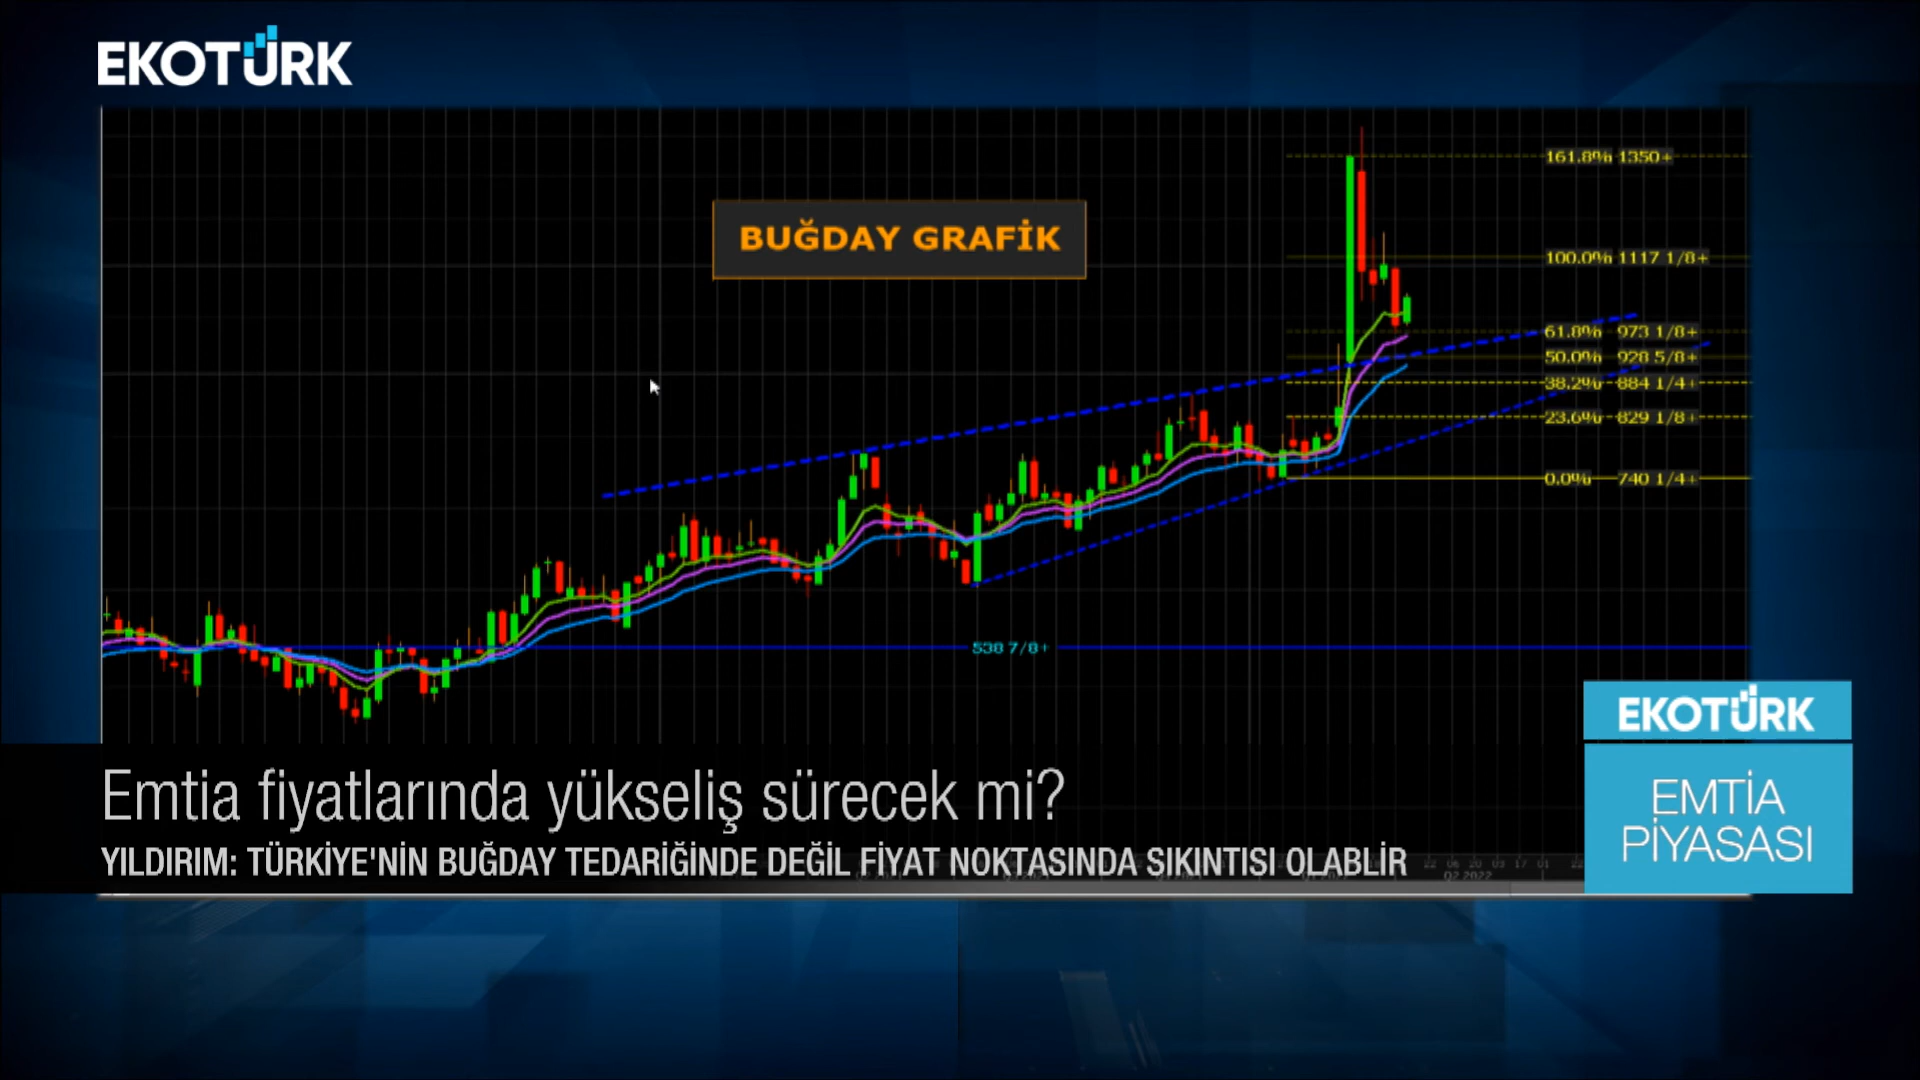 EKOTÜRK
BUĞDAY GRAFİK
161.8% 1350+
100.0% 1117 1/8+
61.8% 973 1/8+
50.0% 928 5/8+
38.2% 884 1/4+
23.6% 829 1/8+
0.0% 740 1/4+
538 7/8+
EKOTÜRK
EMTİA
PİYASASI
Emtia fiyatlarında yükseliş sürecek mi?
YILDIRIM: TÜRKİYE'NİN BUĞDAY TEDARİĞİNDE DEĞİL FİYAT NOKTASINDA SIKINTISI OLABLİR
Q2 2022